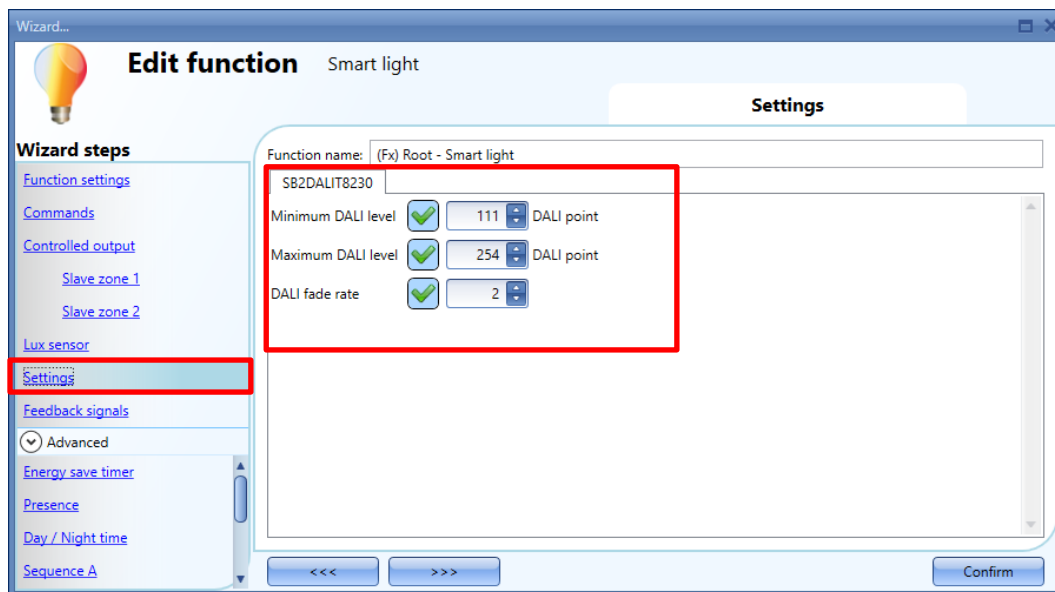 Wizard...
Edit function Smart light
Settings
Wizard steps
Function settings
Commands
Controlled output
Slave zone 1
Slave zone 2
Lux sensor
Settings
Feedback signals
Advanced
Energy save timer
Presence
Day / Night time
Sequence A
Function name: (Fx) Root - Smart light
SB2DALIT8230
Minimum DALI level 111 DALI point
Maximum DALI level 254 DALI point
DALI fade rate 2
<<< >>> Confirm